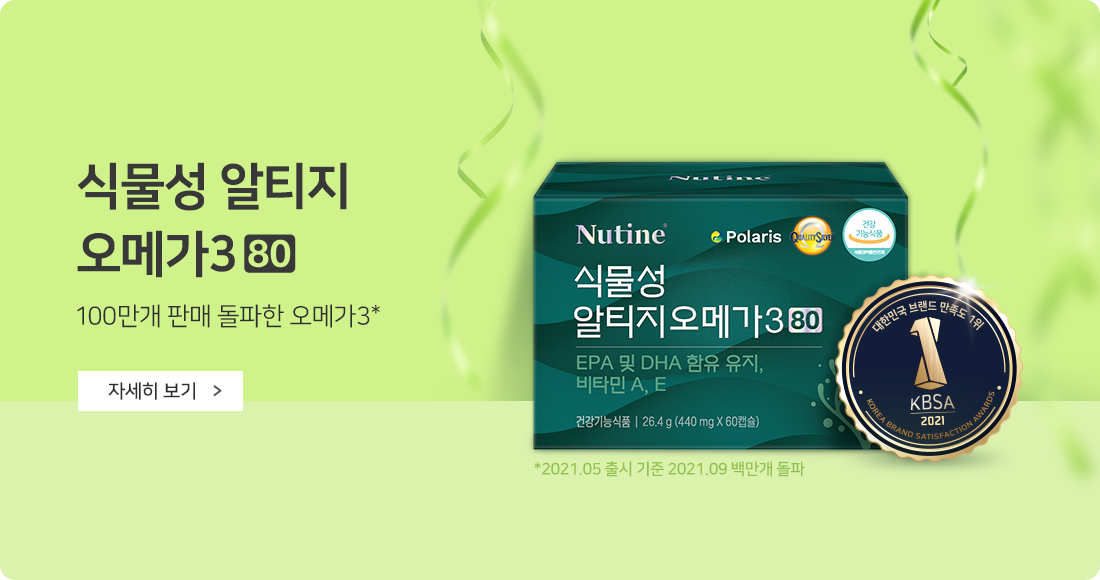 식물성 알티지
오메가3 80
100만개 판매 돌파한 오메가3*
자세히 보기 >
Nutine
Nutine®
Polaris
QUALITYSILVER
건강
기능식품
식물성
알티지오메가3 80
EPA 및 DHA 함유 유지,
비타민 A, E
건강기능식품 | 26.4 g (440 mg X 60캡슐)
대한민국 브랜드 만족도 1위
1
KBSA
2021
KOREA BRAND SATISFACTION AWARDS
*2021.05 출시 기준 2021.09 백만개 돌파